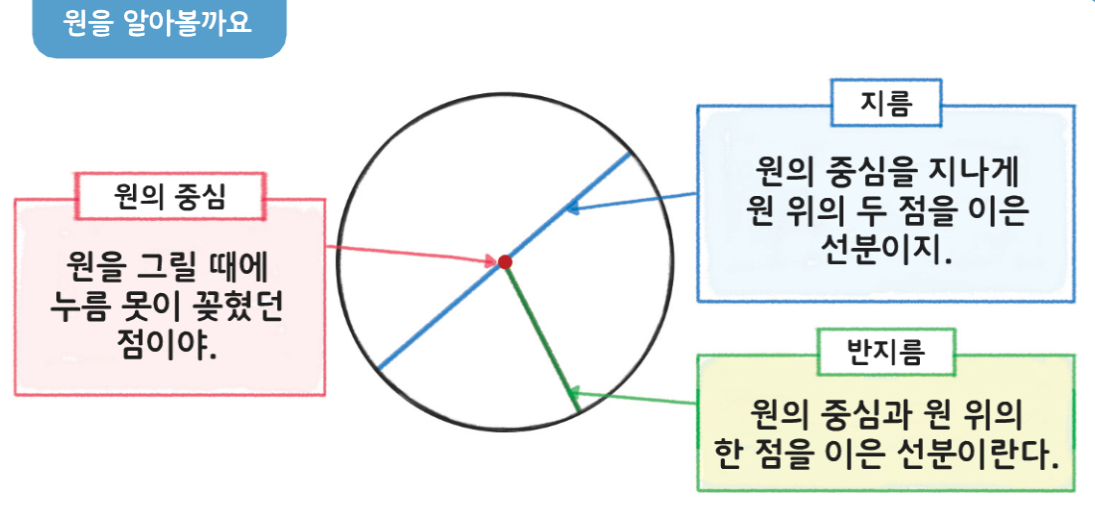 원을 알아볼까요
원의 중심
원을 그릴 때에
누름 못이 꽂혔던
점이야.
지름
원의 중심을 지나게
원 위의 두 점을 이은
선분이지.
반지름
원의 중심과 원 위의
한 점을 이은 선분이란다.